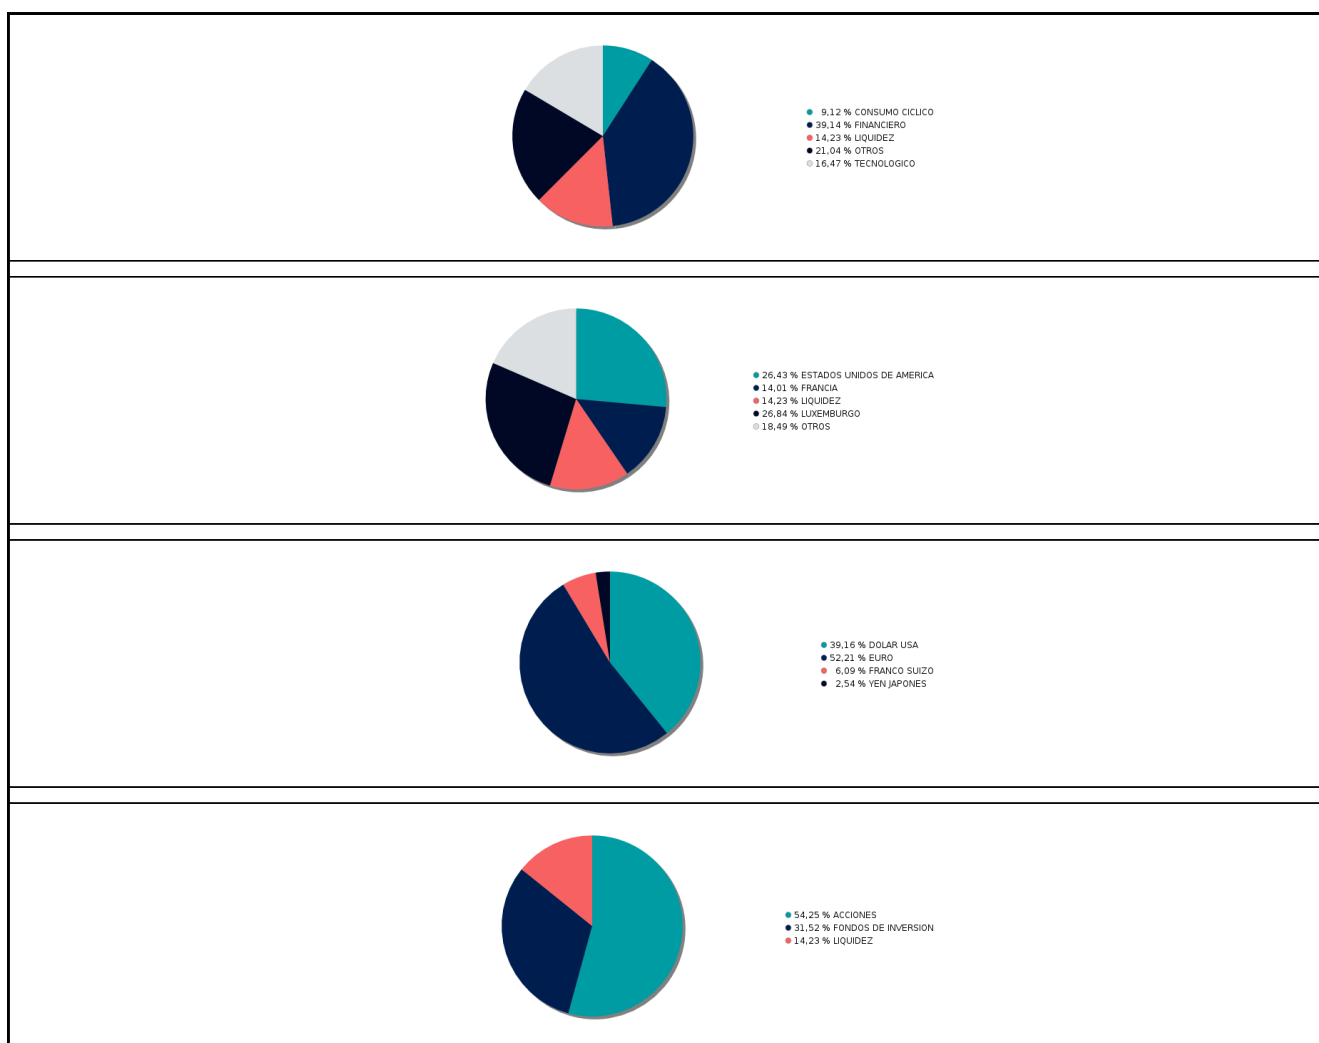 9,12 % CONSUMO CICLICO
39,14 % FINANCIERO
14,23 % LIQUIDEZ
21,04 % OTROS
16,47 % TECNOLOGICO
26,43 % ESTADOS UNIDOS DE AMERICA
14,01 % FRANCIA
14,23 % LIQUIDEZ
26,84 % LUXEMBURGO
18,49 % OTROS
39,16 % DOLAR USA
52,21 % EURO
6,09 % FRANCO SUIZO
2,54 % YEN JAPONES
54,25 % ACCIONES
31,52 % FONDOS DE INVERSION
14,23 % LIQUIDEZ